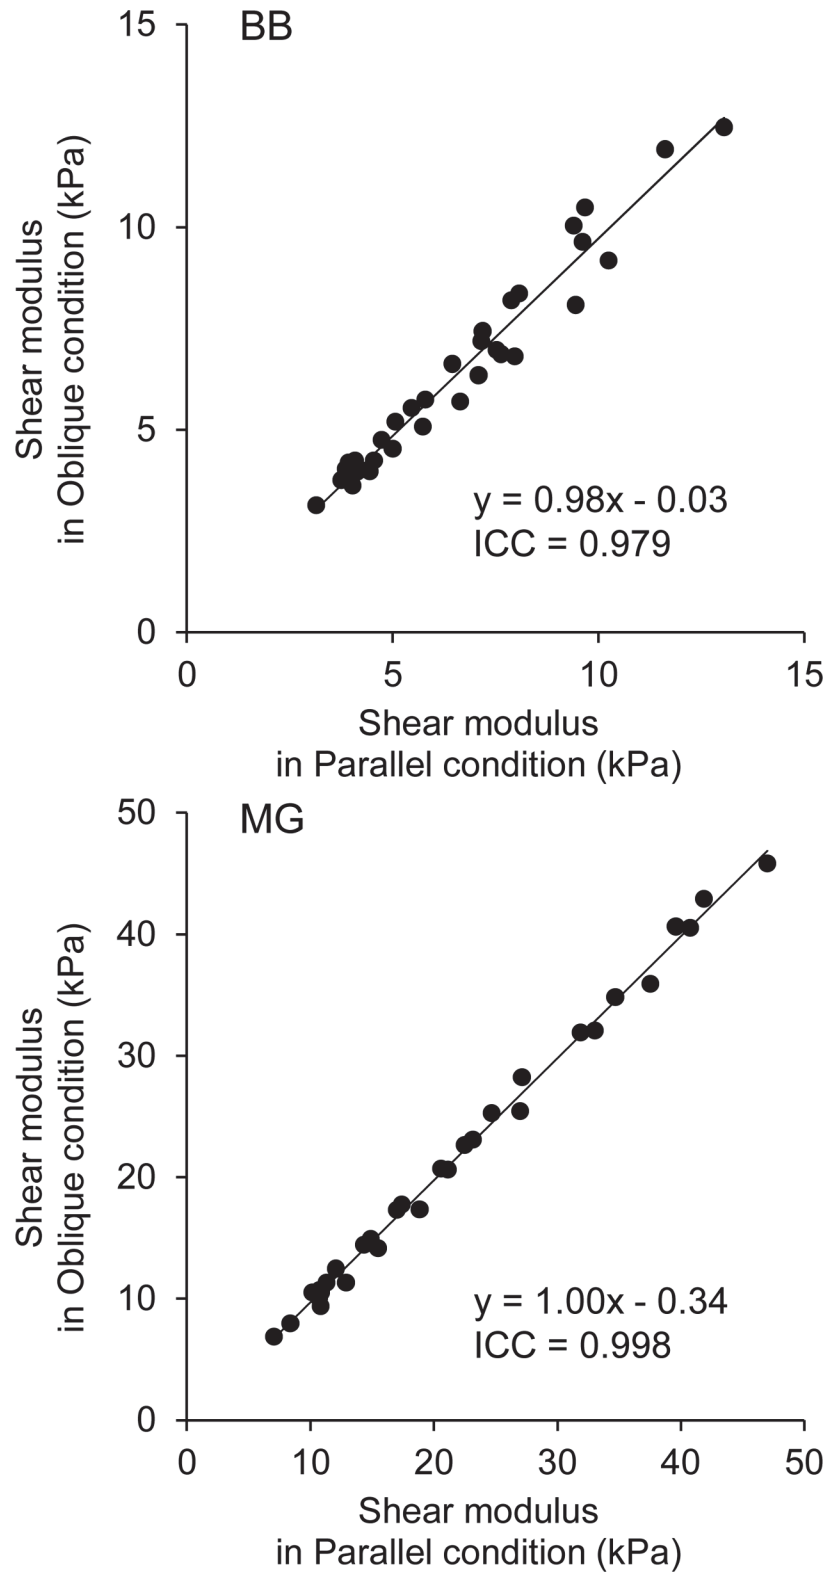 BB
15
10
5
0
Shear modulus
in Oblique condition (kPa)
y = 0.98x - 0.03
ICC = 0.979
0 5 10 15
Shear modulus
in Parallel condition (kPa)
MG
50
40
30
20
10
0
Shear modulus
in Oblique condition (kPa)
y = 1.00x - 0.34
ICC = 0.998
0 10 20 30 40 50
Shear modulus
in Parallel condition (kPa)